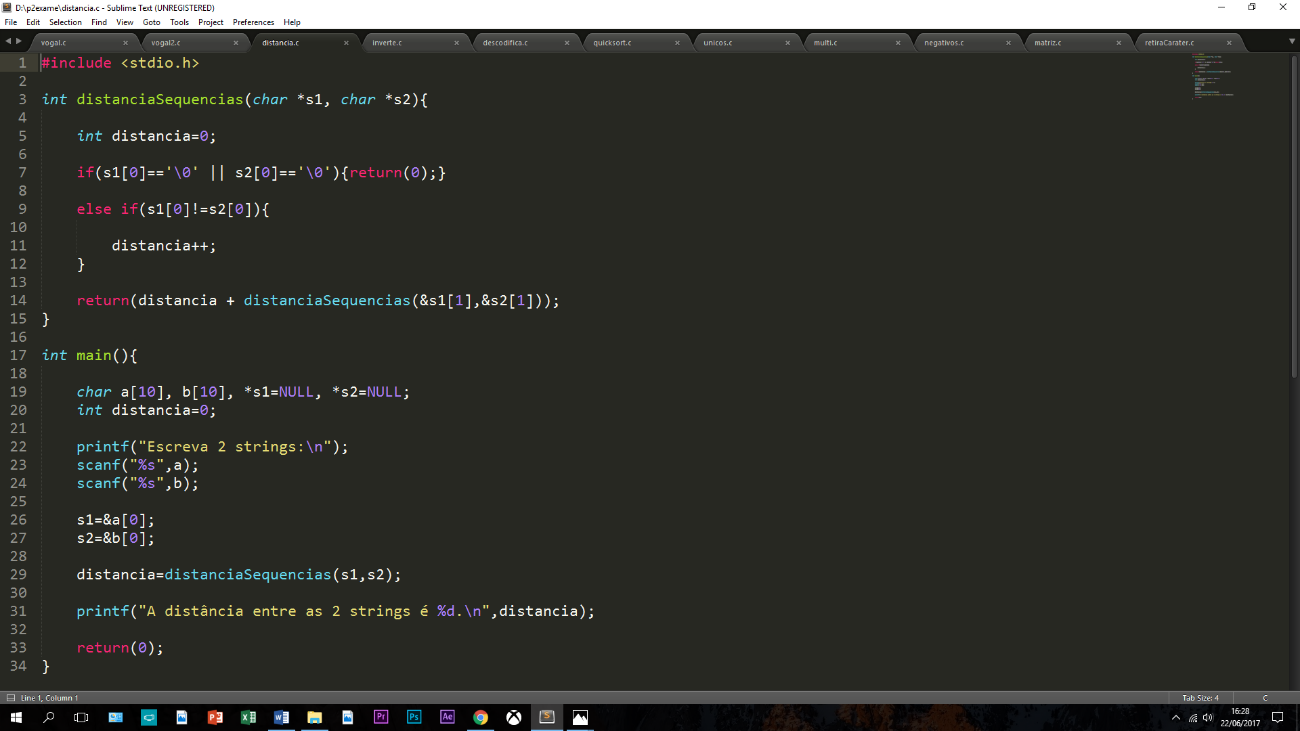 D:\p2exame\distancia.c - Sublime Text (UNREGISTERED)
File Edit Selection Find View Goto Tools Project Preferences Help
vogal.c × vogal2.c × distancia.c × inverte.c × descodifica.c × quicksort.c × unicos.c × multi.c × negativos.c × matriz.c × retiraCarater.c ×
1 #include <stdio.h>
2
3 int distanciaSequencias(char *s1, char *s2){
4
5 int distancia=0;
6
7 if(s1[0]=='\0' || s2[0]=='\0'){return(0);}
8
9 else if(s1[0]!=s2[0]){
10
11 distancia++;
12 }
13
14 return(distancia + distanciaSequencias(&s1[1],&s2[1]));
15 }
16
17 int main(){
18
19 char a[10], b[10], *s1=NULL, *s2=NULL;
20 int distancia=0;
21
22 printf("Escreva 2 strings:\n");
23 scanf("%s",a);
24 scanf("%s",b);
25
26 s1=&a[0];
27 s2=&b[0];
28
29 distancia=distanciaSequencias(s1,s2);
30
31 printf("A distância entre as 2 strings é %d.\n",distancia);
32
33 return(0);
34 }
Line 1, Column 1 Tab Size: 4 C
Pr Ps Ae S
16:28
22/06/2017